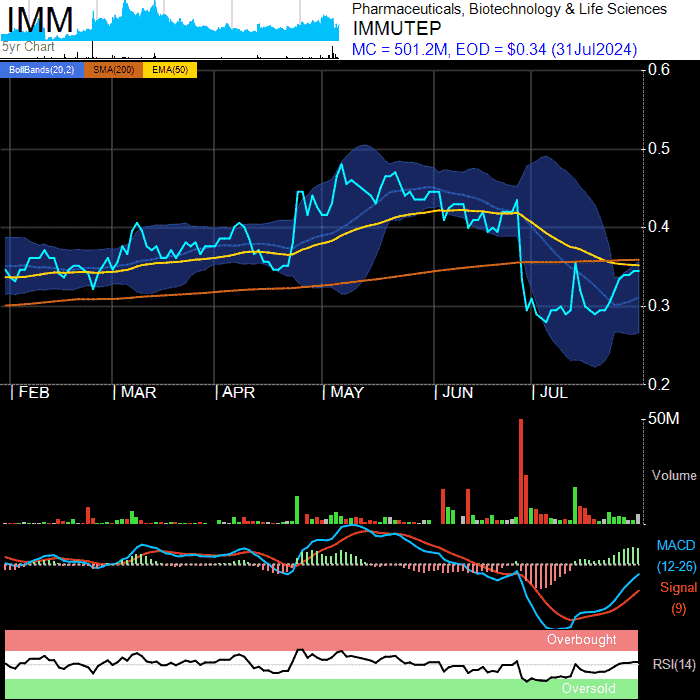 IMM
5yr Chart
Pharmaceuticals, Biotechnology & Life Sciences
IMMUTEP
MC = 501.2M, EOD = $0.34 (31Jul2024)
BollBands(20,2) SMA(200) EMA(50)
0.6
0.5
0.4
0.3
0.2
FEB MAR APR MAY JUN JUL
50M
Volume
MACD
(12-26)
Signal
(9)
Overbought
RSI(14)
Oversold